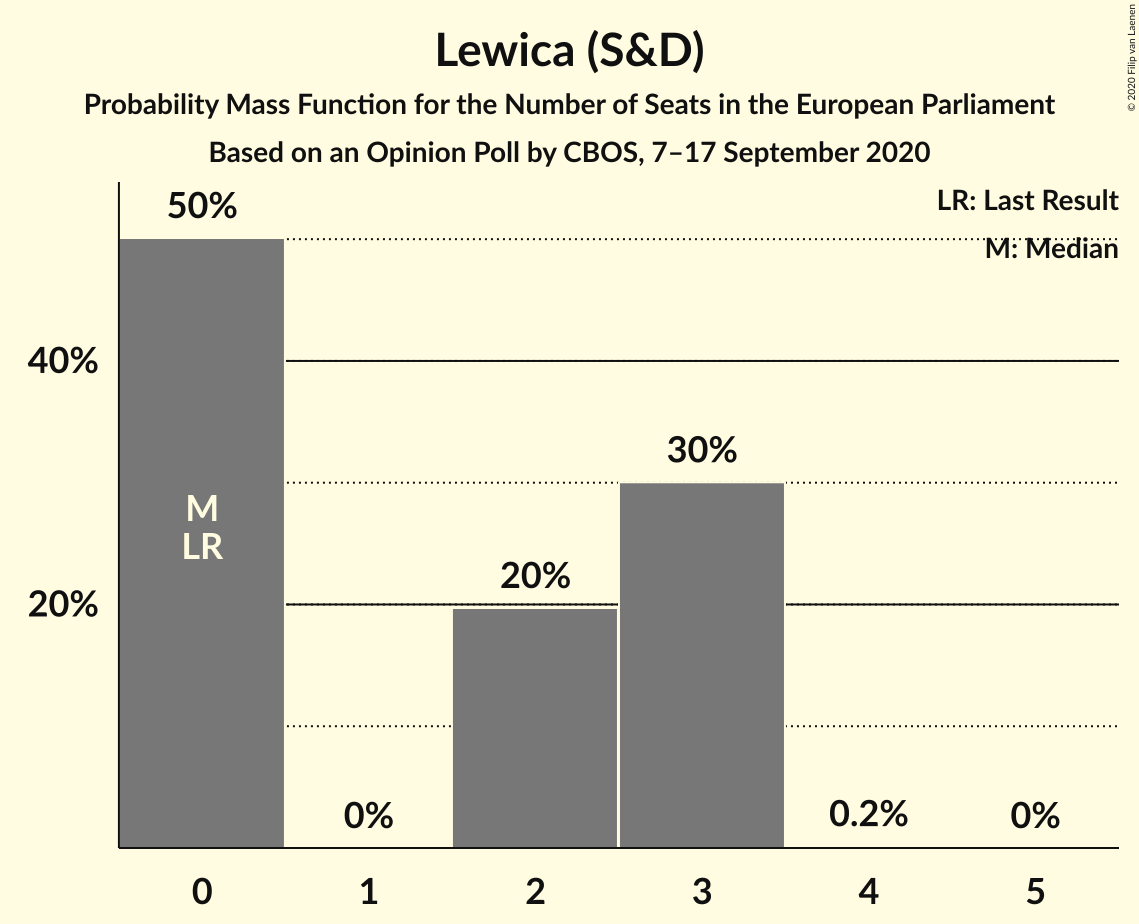 Lewica (S&D)
Probability Mass Function for the Number of Seats in the European Parliament
Based on an Opinion Poll by CBOS, 7–17 September 2020
© 2020 Filip van Laenen
LR: Last Result
M: Median
50%
40%
30%
20%
20%
M
LR
0%
0.2%
0%
0 1 2 3 4 5